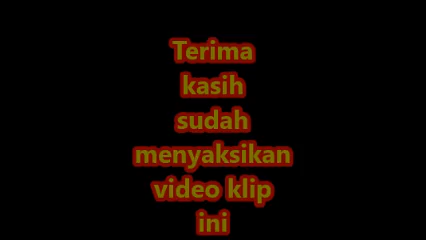 Terima
kasih
sudah
menyaksikan
video klip
ini